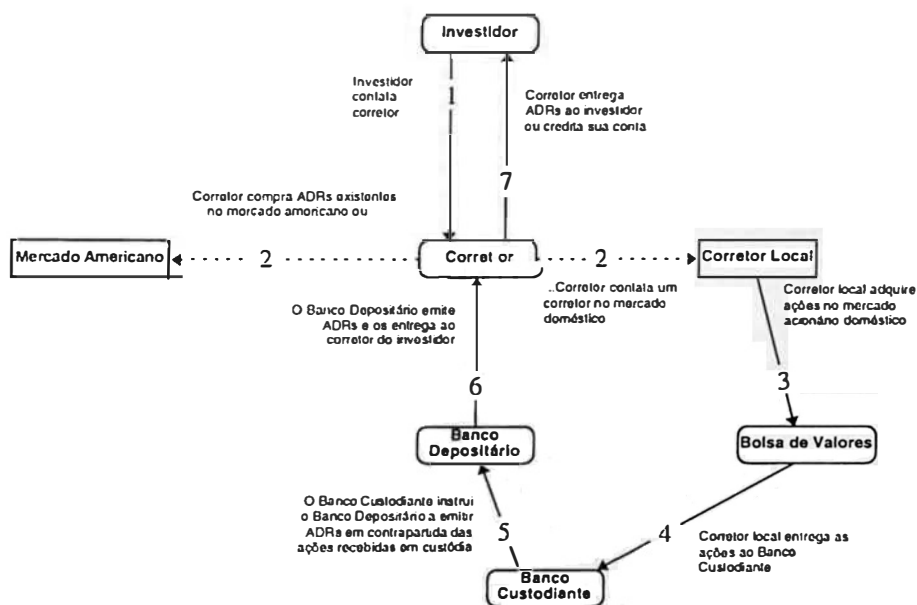 Investidor
Investidor
contata
corretor
1
Corretor entrega
ADRs ao investidor
ou credita sua conta
7
Corretor compra ADRs existentes
no mercado americano ou
Mercado Americano
2
Corret or
2
Corretor Local
..Corretor contata um
corretor no mercado
doméstico
Corretor local adquire
ações no mercado
acionário doméstico
O Banco Depositário emite
ADRs e os entrega ao
corretor do investidor
6
3
Banco
Depositário
Bolsa de Valores
O Banco Custodiante instrui
o Banco Depositário a emitir
ADRs em contrapartida das
ações recebidas em custódia
5
4
Corretor local entrega as
ações ao Banco
Custodiante
Banco
Custodiante